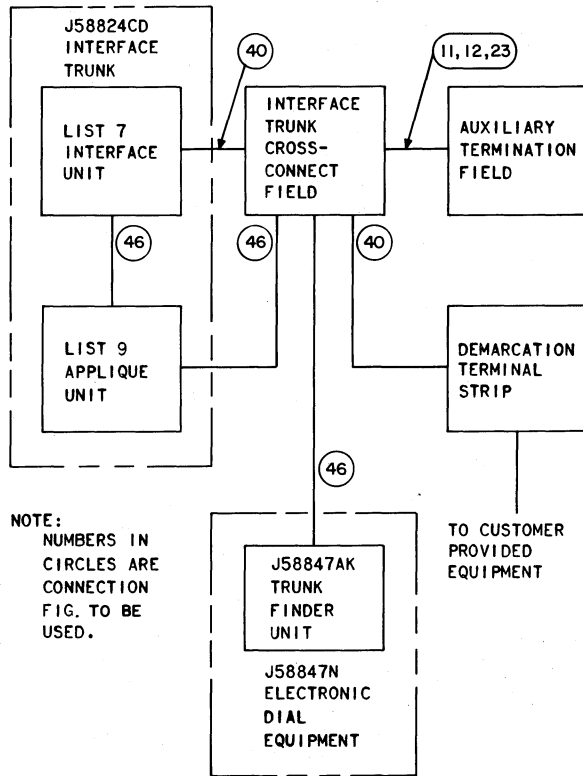 J58824CD
INTERFACE
TRUNK
40
11, 12, 23
LIST 7
INTERFACE
UNIT
INTERFACE
TRUNK
CROSS-
CONNECT
FIELD
AUXILIARY
TERMINATION
FIELD
46
46
40
LIST 9
APPLIQUE
UNIT
DEMARCATION
TERMINAL
STRIP
46
NOTE:
NUMBERS IN
CIRCLES ARE
CONNECTION
FIG. TO BE
USED.
TO CUSTOMER
PROVIDED
EQUIPMENT
J58847AK
TRUNK
FINDER
UNIT
J58847N
ELECTRONIC
DIAL
EQUIPMENT